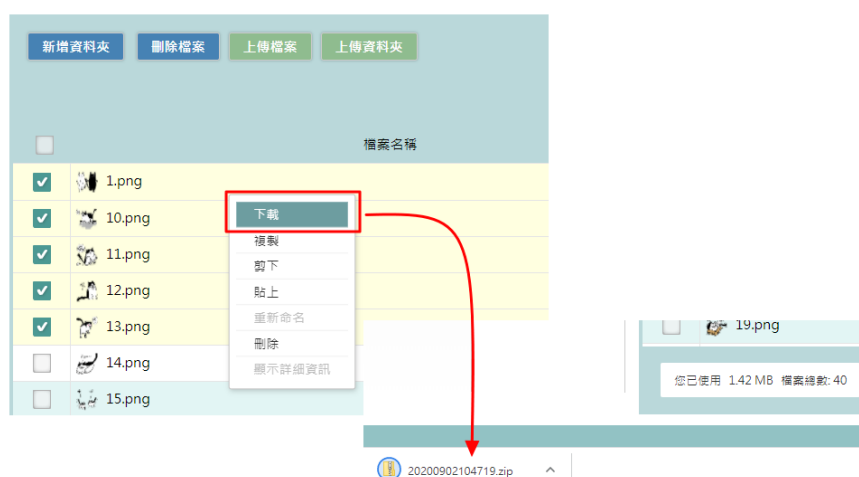 新增資料夾 刪除檔案 上傳檔案 上傳資料夾
檔案名稱
1.png
10.png
11.png
12.png
13.png
14.png
15.png
下載
複製
剪下
貼上
重新命名
刪除
顯示詳細資訊
19.png
您已使用 1.42 MB 檔案總數: 40
20200902104719.zip